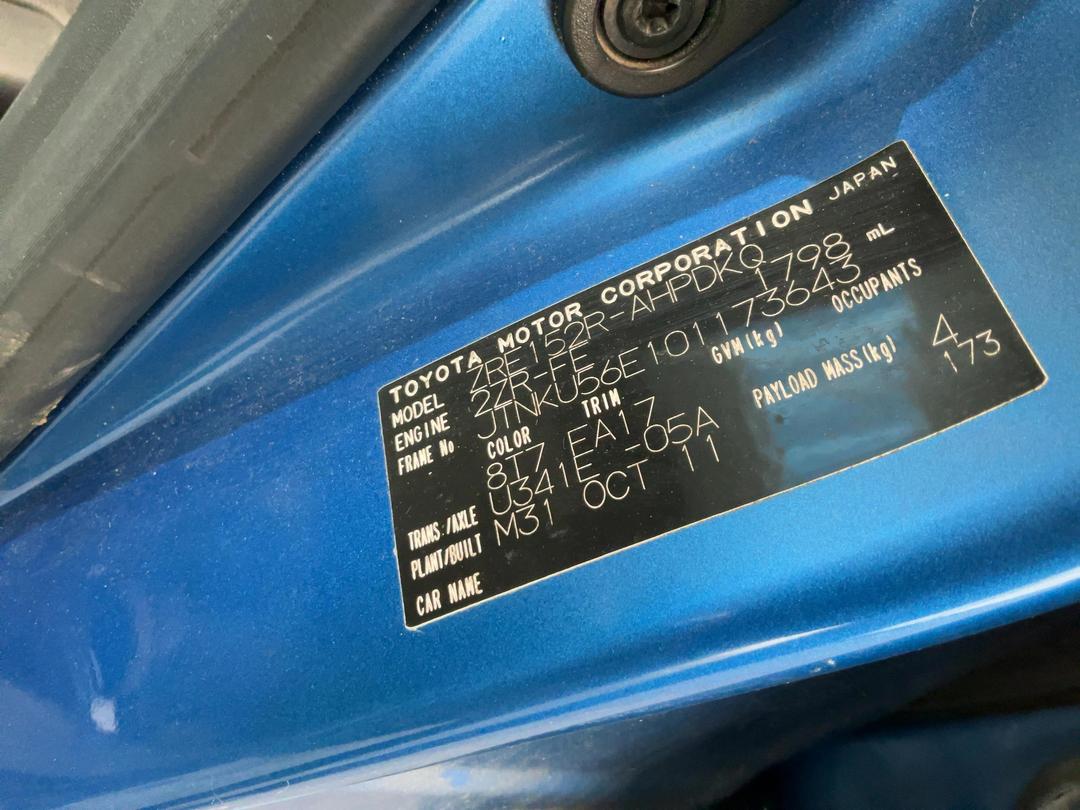 TOYOTA MOTOR CORPORATION JAPAN
MODEL ZRE152R-AHPDKQ
ENGINE 2ZR-FE 1798 mL
FRAME No JTNKU56E101173643
COLOR TRIM GVM(kg) OCCUPANTS
8T7 EA17 4
TRANS./AXLE U341E -05A PAYLOAD MASS(kg) 173
PLANT/BUILT M31 OCT 11
CAR NAME